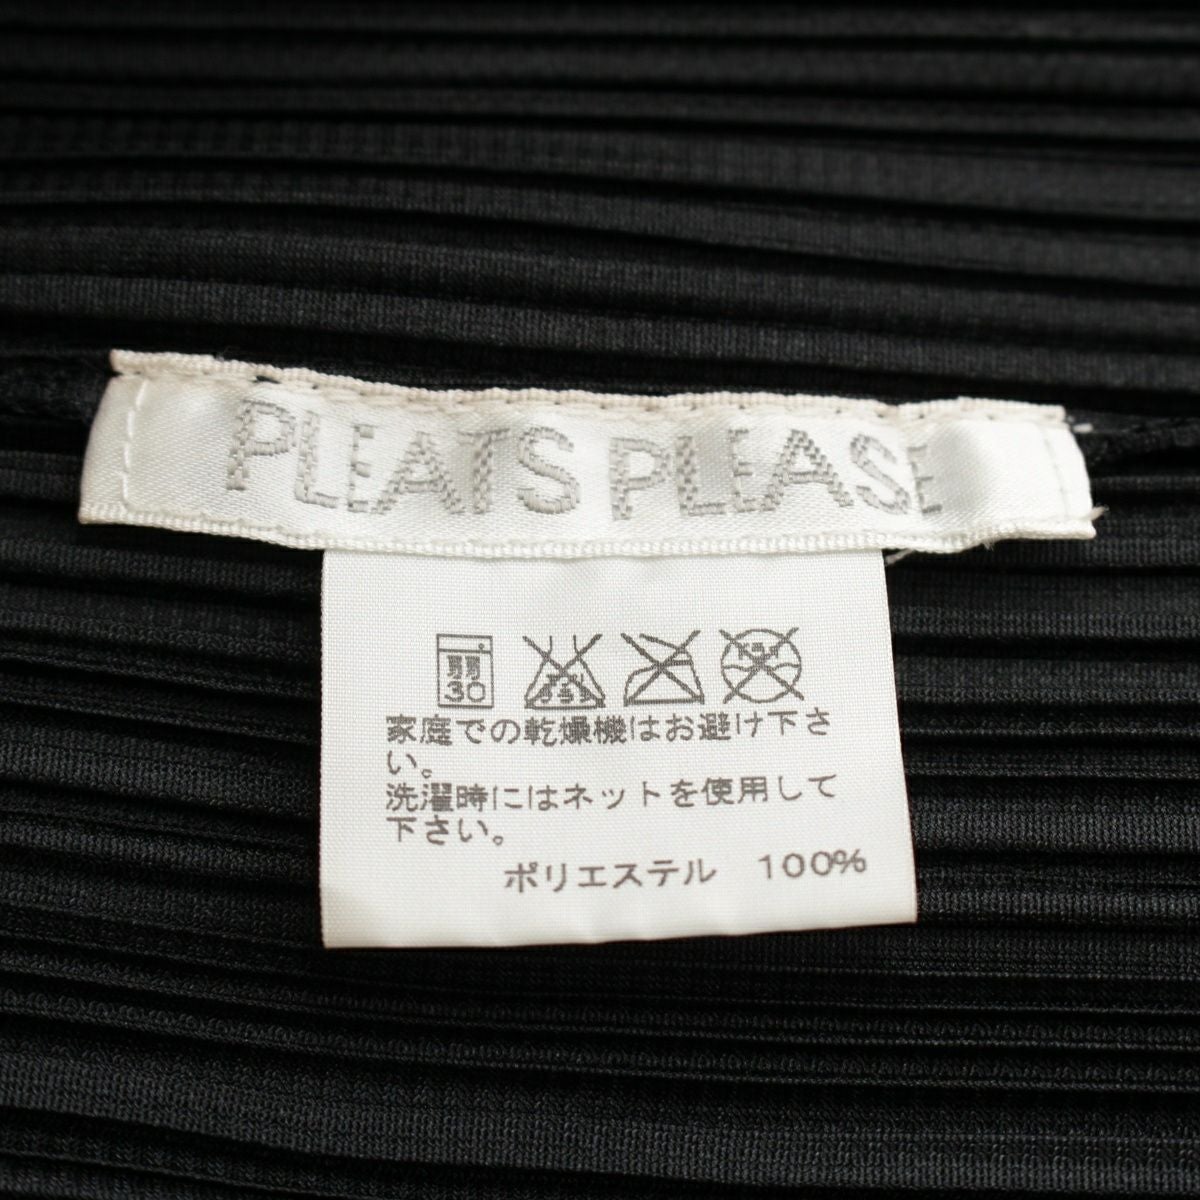 PLEATS PLEASE
弱
30
家庭での乾燥機はお避け下さ
い。
洗濯時にはネットを使用して
下さい。
ポリエステル 100%